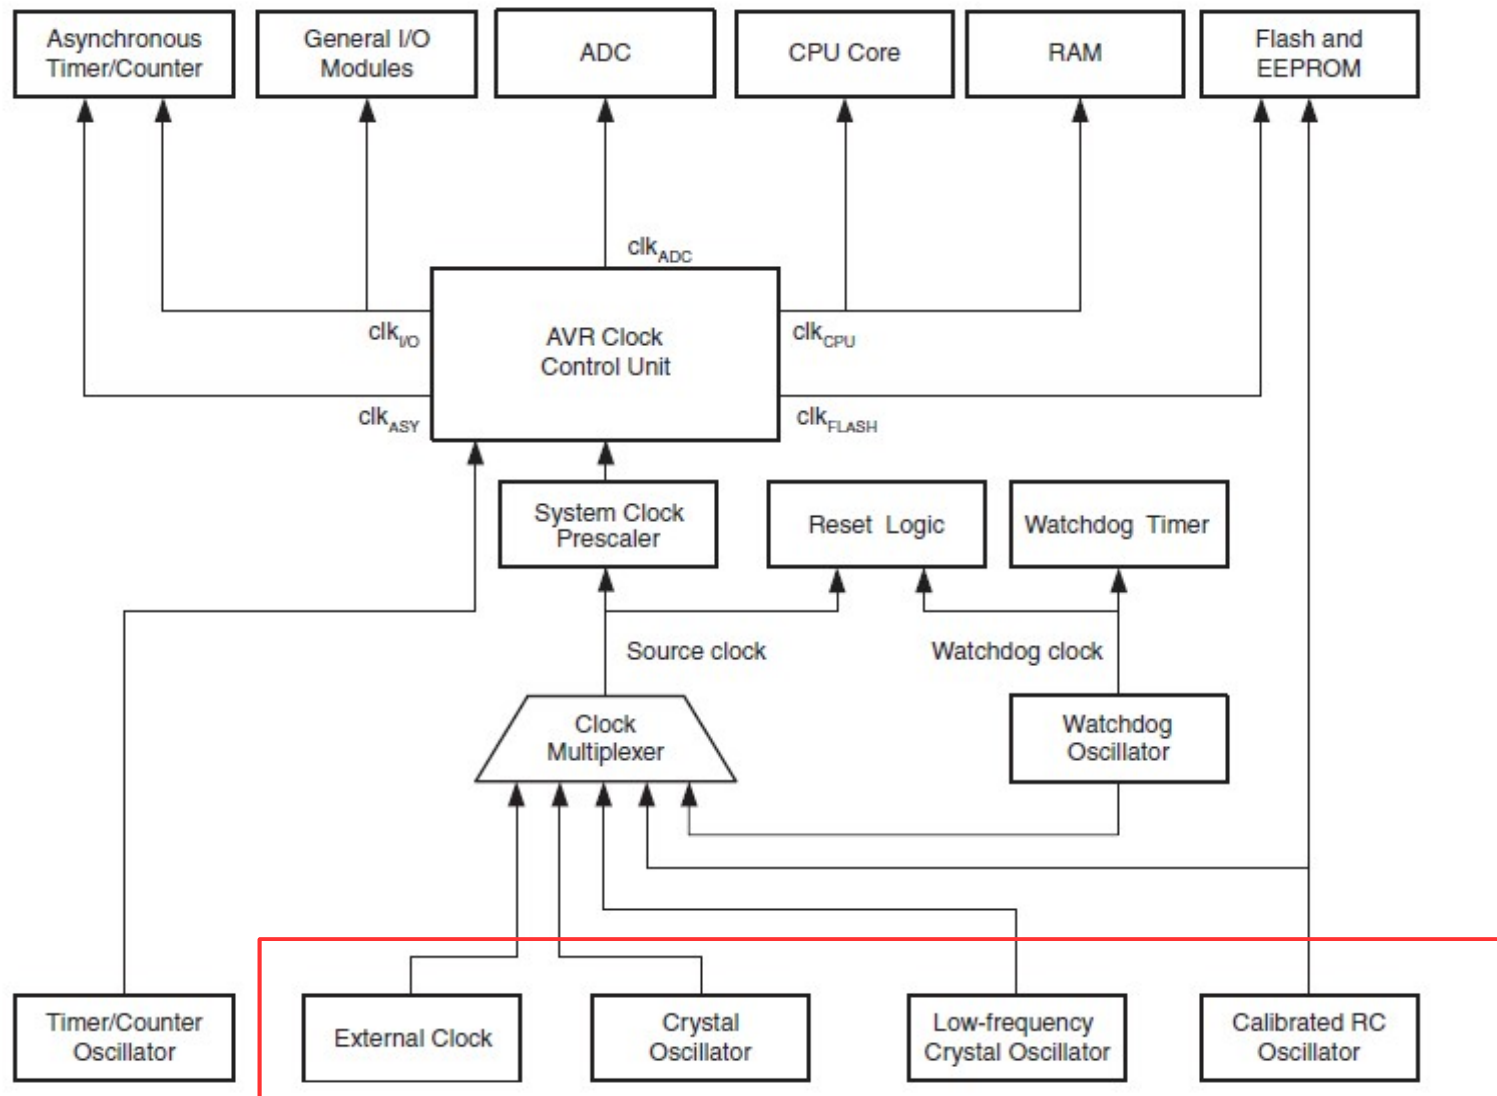 Asynchronous
Timer/Counter
General I/O
Modules
ADC
CPU Core
RAM
Flash and
EEPROM
clkADC
clkI/O
AVR Clock
Control Unit
clkCPU
clkASY
clkFLASH
System Clock
Prescaler
Reset Logic
Watchdog Timer
Source clock
Watchdog clock
Clock
Multiplexer
Watchdog
Oscillator
Timer/Counter
Oscillator
External Clock
Crystal
Oscillator
Low-frequency
Crystal Oscillator
Calibrated RC
Oscillator